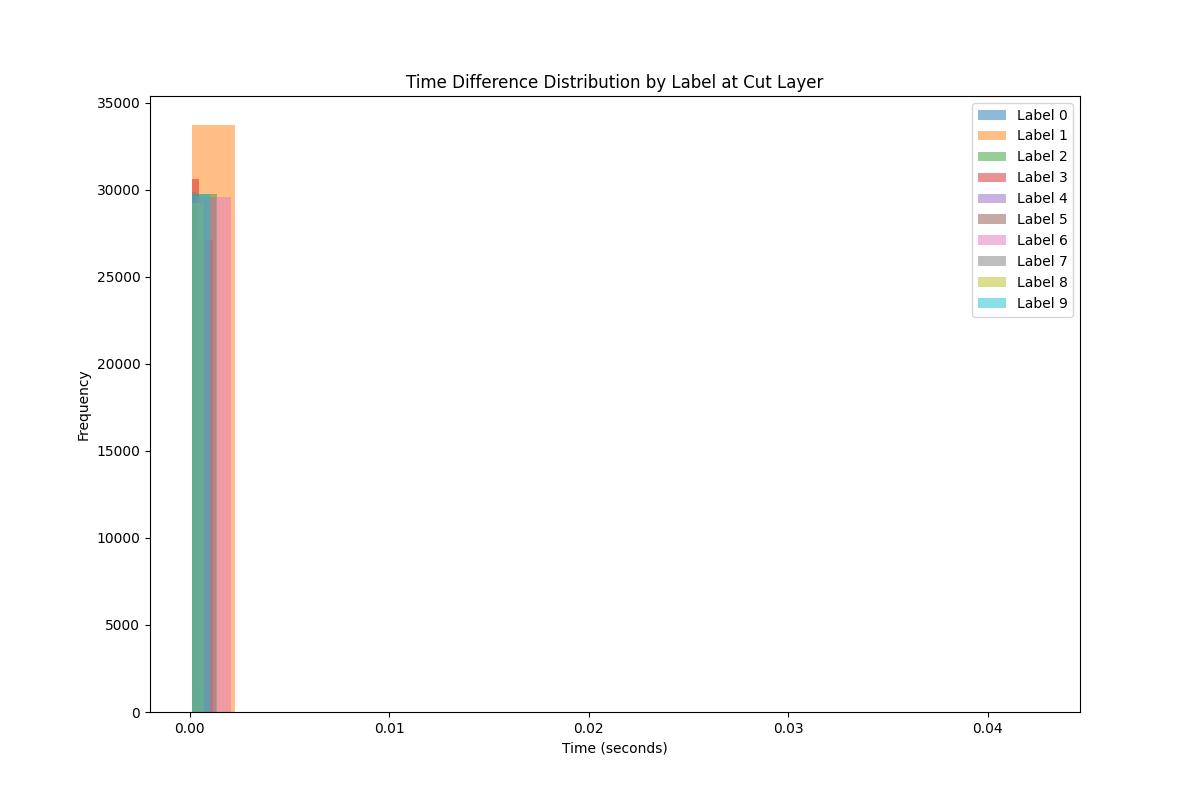 Time Difference Distribution by Label at Cut Layer
35000
30000
25000
20000
15000
10000
5000
0
Frequency
0.00
0.01
0.02
0.03
0.04
Time (seconds)
Label 0
Label 1
Label 2
Label 3
Label 4
Label 5
Label 6
Label 7
Label 8
Label 9